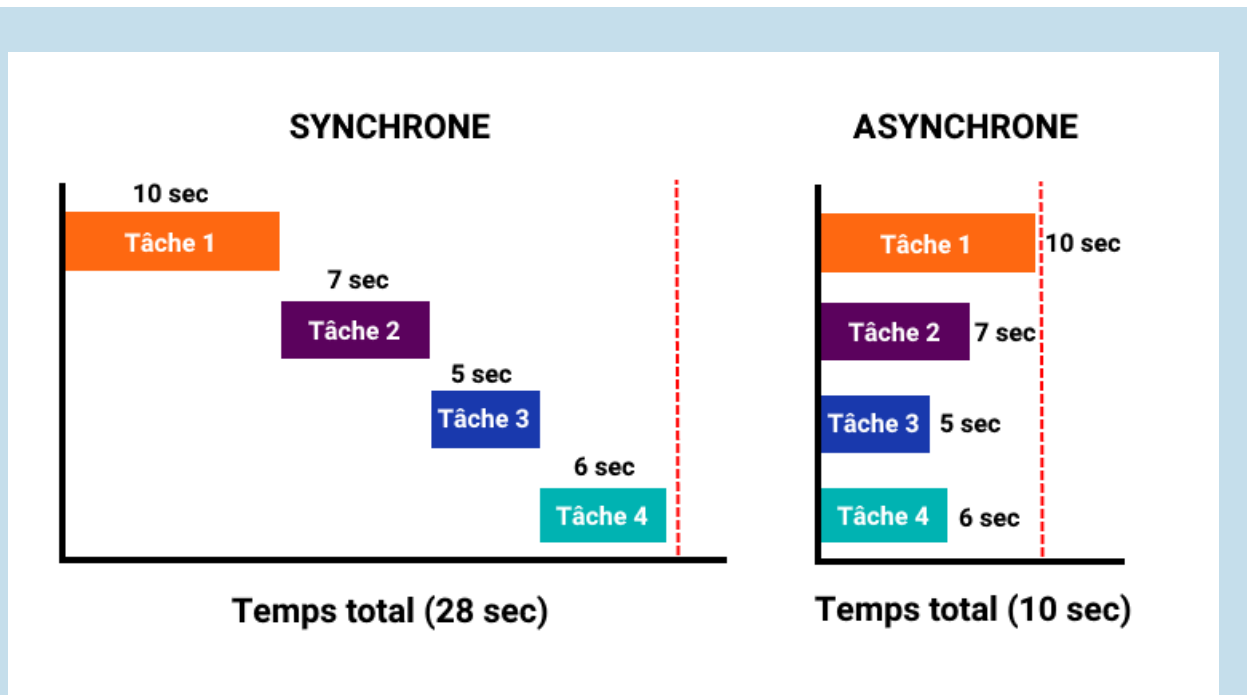 SYNCHRONE
10 sec
Tâche 1
7 sec
Tâche 2
5 sec
Tâche 3
6 sec
Tâche 4
Temps total (28 sec)
ASYNCHRONE
Tâche 1 10 sec
Tâche 2 7 sec
Tâche 3 5 sec
Tâche 4 6 sec
Temps total (10 sec)